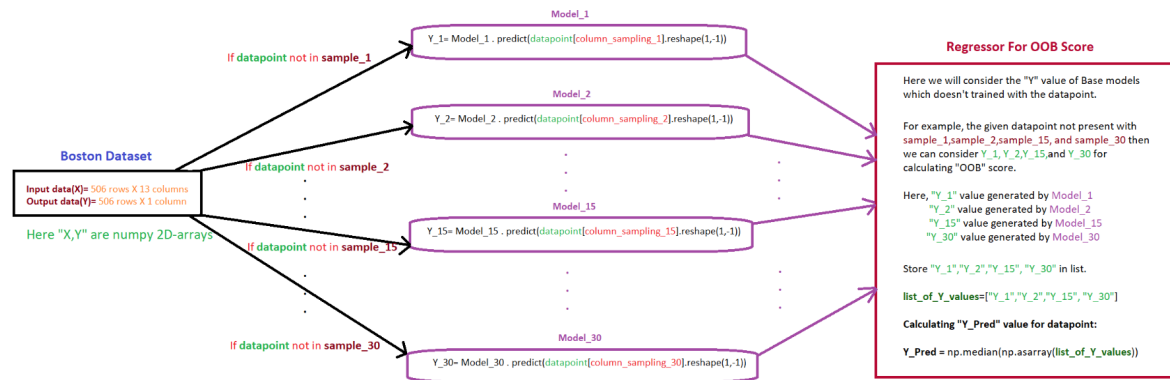 Boston Dataset
Input data(X)= 506 rows X 13 columns
Output data(Y)= 506 rows X 1 column
Here "X,Y" are numpy 2D-arrays
If datapoint not in sample_1
If datapoint not in sample_2
If datapoint not in sample_15
If datapoint not in sample_30
Model_1
Y_1= Model_1 . predict(datapoint[column_sampling_1].reshape(1,-1))
Model_2
Y_2= Model_2 . predict(datapoint[column_sampling_2].reshape(1,-1))
Model_15
Y_15= Model_15 . predict(datapoint[column_sampling_15].reshape(1,-1))
Model_30
Y_30= Model_30 . predict(datapoint[column_sampling_30].reshape(1,-1))
Regressor For OOB Score
Here we will consider the "Y" value of Base models
which doesn't trained with the datapoint.
For example, the given datapoint not present with
sample_1,sample_2,sample_15, and sample_30 then
we can consider Y_1, Y_2,Y_15,and Y_30 for
calculating "OOB" score.
Here, "Y_1" value generated by Model_1
"Y_2" value generated by Model_2
"Y_15" value generated by Model_15
"Y_30" value generated by Model_30
Store "Y_1","Y_2","Y_15", "Y_30" in list.
list_of_Y_values=["Y_1","Y_2","Y_15", "Y_30"]
Calculating "Y_Pred" value for datapoint:
Y_Pred = np.median(np.asarray(list_of_Y_values))